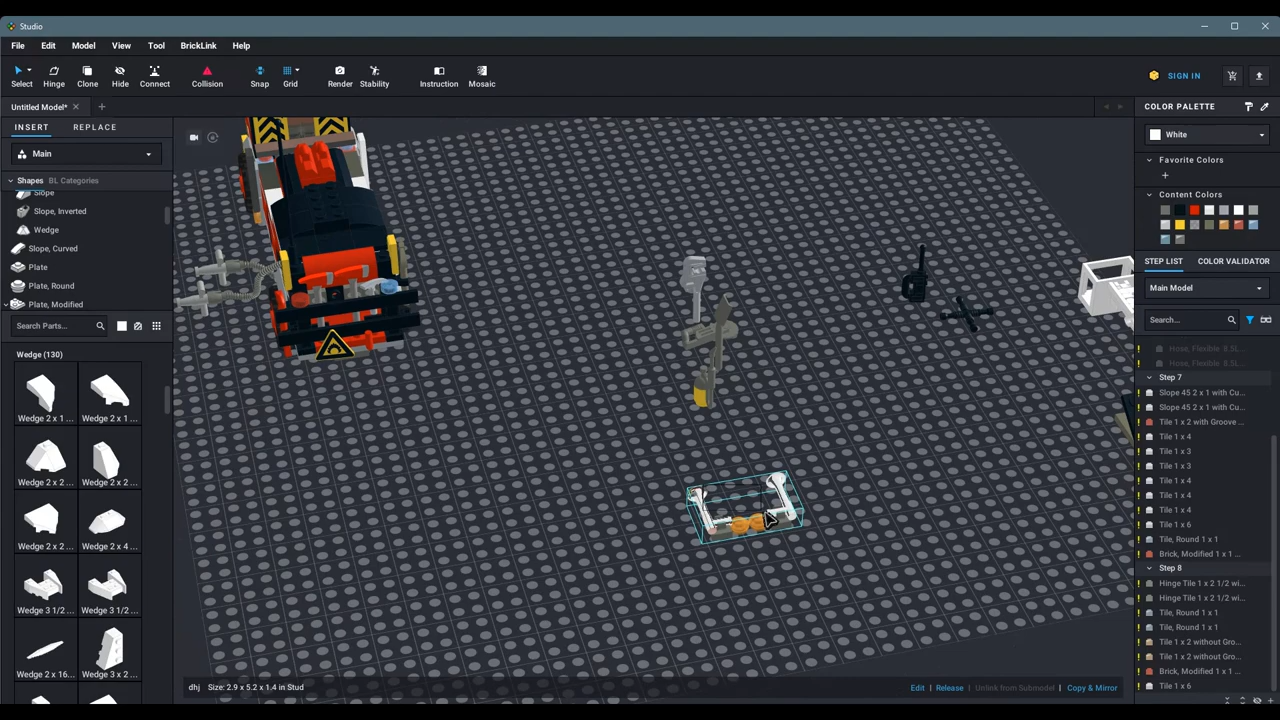 Studio
File Edit Model View Tool BrickLink Help
Select Hinge Clone Hide Connect Collision Snap Grid Render Stability Instruction Mosaic SIGN IN
Untitled Model*
INSERT REPLACE
Main
Shapes BL Categories
Slope
Slope, Inverted
Wedge
Slope, Curved
Plate
Plate, Round
Plate, Modified
Search Parts...
Wedge (130)
Wedge 2 x 1 ... Wedge 2 x 1 ...
Wedge 2 x 2 ... Wedge 2 x 2 ...
Wedge 2 x 2 ... Wedge 2 x 4 ...
Wedge 3 1/2 ... Wedge 3 1/2 ...
Wedge 2 x 16... Wedge 3 x 2 ...
dhj Size: 2.9 x 5.2 x 1.4 in Stud
Edit | Release | Unlink from Submodel | Copy & Mirror
COLOR PALETTE
White
Favorite Colors
Content Colors
STEP LIST COLOR VALIDATOR
Main Model
Search...
Hose, Flexible 8.5L...
Hose, Flexible 8.5L...
Step 7
Slope 45 2 x 1 with Cu...
Slope 45 2 x 1 with Cu...
Tile 1 x 2 with Groove ...
Tile 1 x 4
Tile 1 x 3
Tile 1 x 3
Tile 1 x 4
Tile 1 x 4
Tile 1 x 4
Tile 1 x 6
Tile, Round 1 x 1
Brick, Modified 1 x 1 ...
Step 8
Hinge Tile 1 x 2 1/2 wi...
Hinge Tile 1 x 2 1/2 wi...
Tile, Round 1 x 1
Tile, Round 1 x 1
Tile 1 x 2 without Gro...
Tile 1 x 2 without Gro...
Brick, Modified 1 x 1 ...
Tile 1 x 6